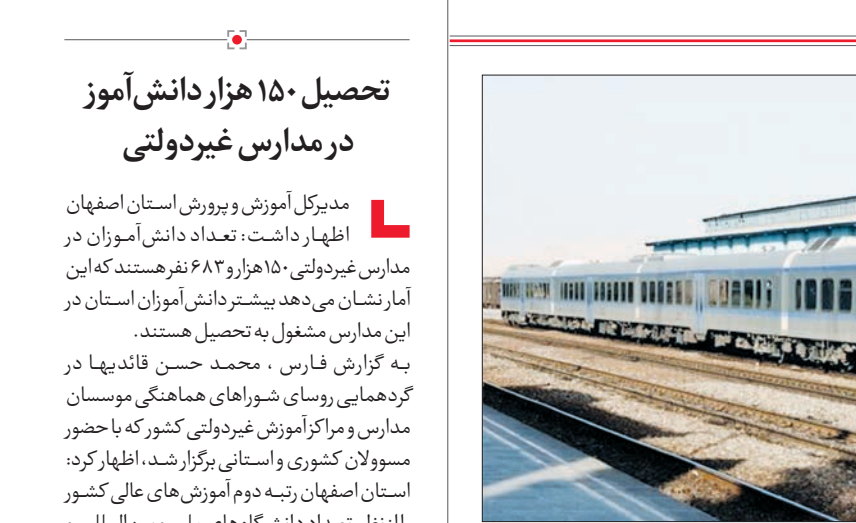 تحصیل ۱۵۰ هزار دانش‌آموز
در مدارس غیردولتی
مدیرکل آموزش و پرورش استان اصفهان
اظهار داشت: تعداد دانش‌آموزان در
مدارس غیردولتی ۱۵۰هزار و ۶۸۳ نفر هستند که این
آمار نشان می‌دهد بیشتر دانش‌آموزان استان در
این مدارس مشغول به تحصیل هستند.
به گزارش فارس ، محمد حسن قائدیها در
گردهمایی روسای شوراهای هماهنگی موسسان
مدارس و مراکز آموزش غیردولتی کشور که با حضور
مسوولان کشوری و استانی برگزار شد، اظهار کرد:
استان اصفهان رتبه دوم آموزش‌های عالی کشور